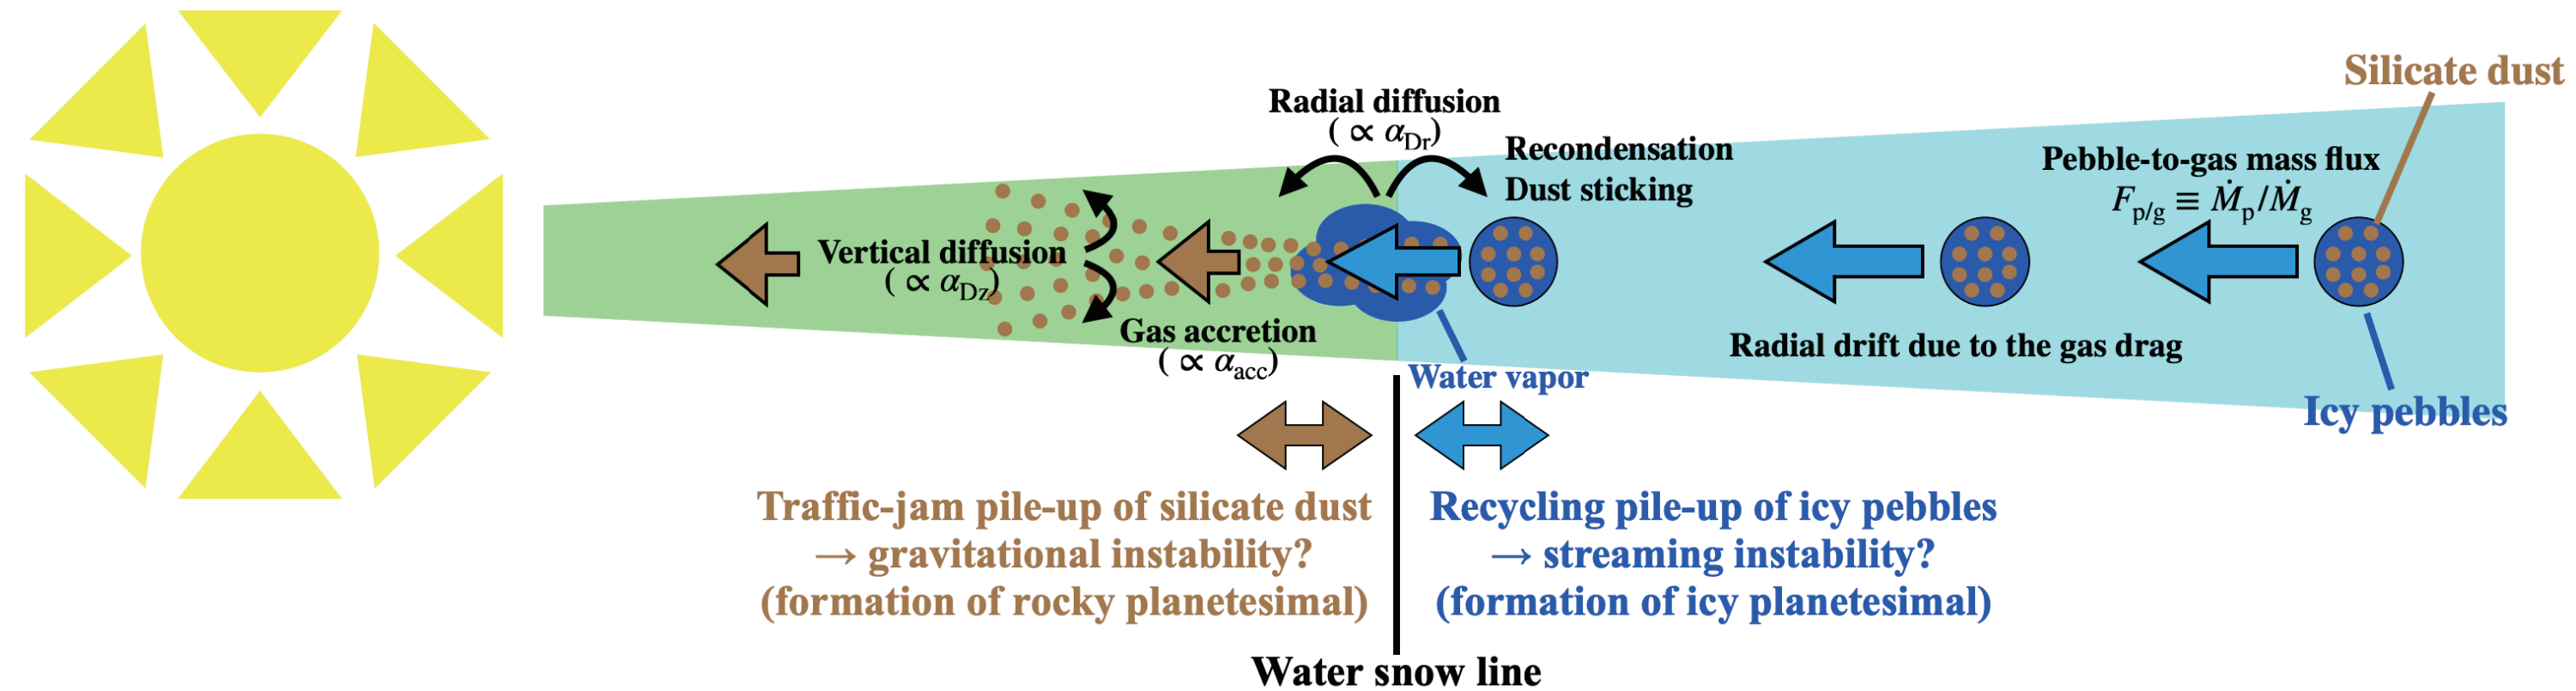 Silicate dust
Radial diffusion
( ∝ α_Dr)
Recondensation
Dust sticking
Pebble-to-gas mass flux
F_p/g ≡ Ṁ_p/Ṁ_g
Vertical diffusion
( ∝ α_Dz)
Gas accretion
( ∝ α_acc)
Radial drift due to the gas drag
Water vapor
Icy pebbles
Traffic-jam pile-up of silicate dust
→ gravitational instability?
(formation of rocky planetesimal)
Recycling pile-up of icy pebbles
→ streaming instability?
(formation of icy planetesimal)
Water snow line